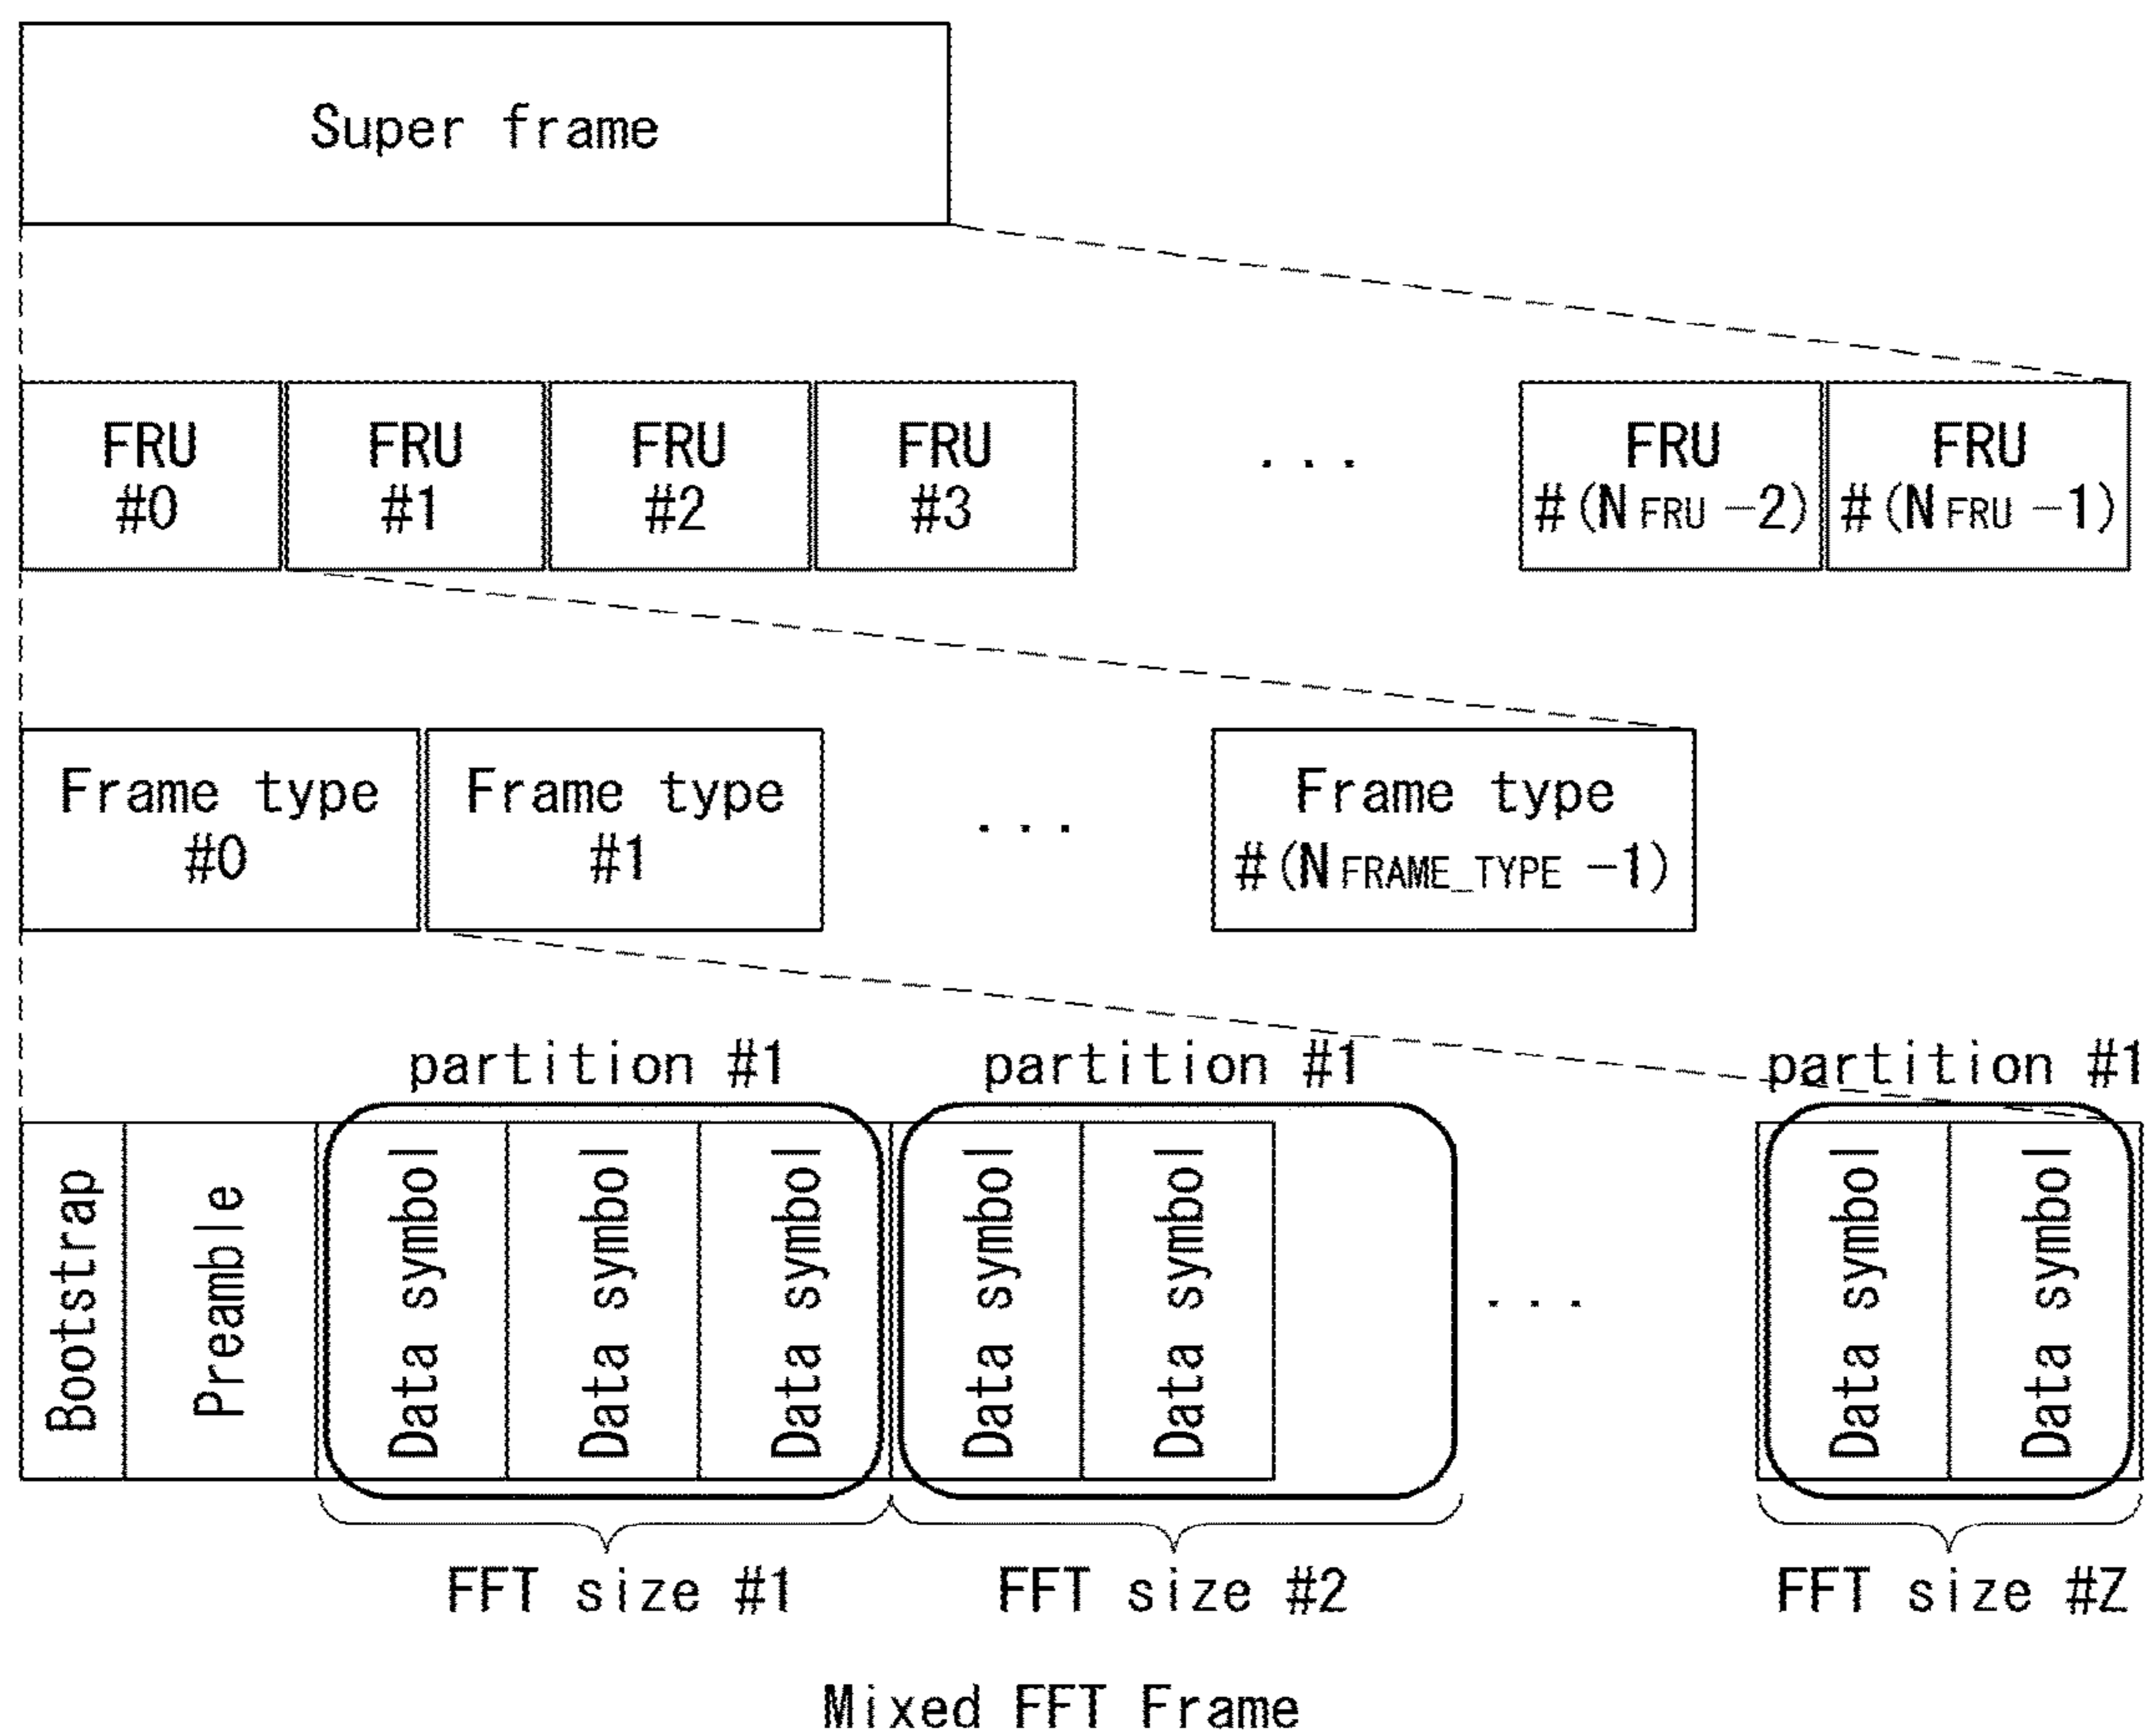 Super frame
FRU FRU FRU FRU ... FRU FRU
#0 #1 #2 #3 #(NFRU -2) #(NFRU -1)
Frame type Frame type ... Frame type
#0 #1 #(NFRAME_TYPE -1)
partition #1 partition #1 partition #1
Bootstrap
Preamble
Data symbol
Data symbol
Data symbol
Data symbol
Data symbol
...
Data symbol
Data symbol
FFT size #1 FFT size #2 FFT size #Z
Mixed FFT Frame